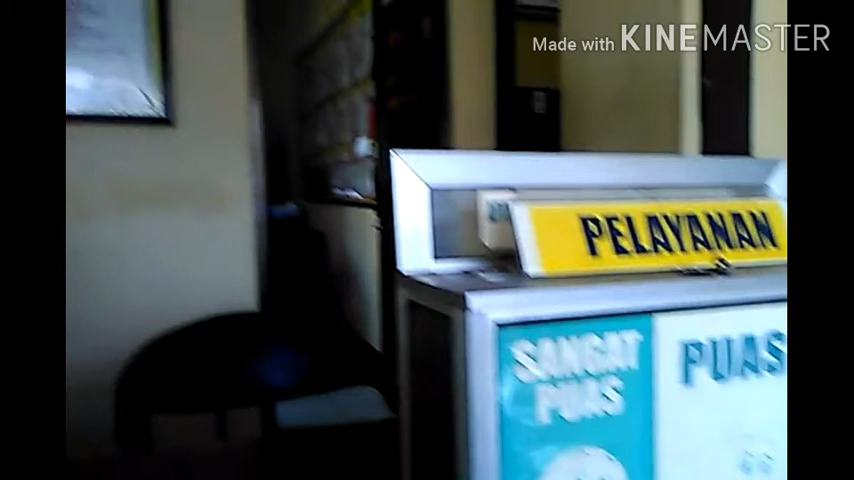 Made with KINEMASTER
PELAYANAN
SANGAT
PUAS
PUAS